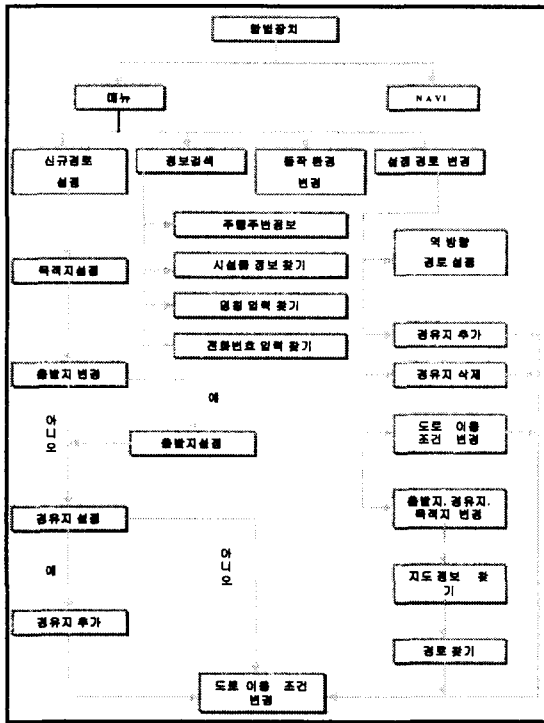 항법장치
메뉴
NAVI
신규경로
설정
정보검색
동작 환경
변경
설정 경로 변경
주행주변정보
시설물 정보 찾기
명칭 입력 찾기
전화번호 입력 찾기
역 방향
경로 설정
목적지설정
경유지 추가
출발지 변경
경유지 삭제
예
아니오
출발지설정
도로 이용
조건 변경
경유지 설정
출발지.경유지.
목적지 변경
아니오
예
지도 정보 찾
기
경유지 추가
경로 찾기
도로 이용 조건
변경